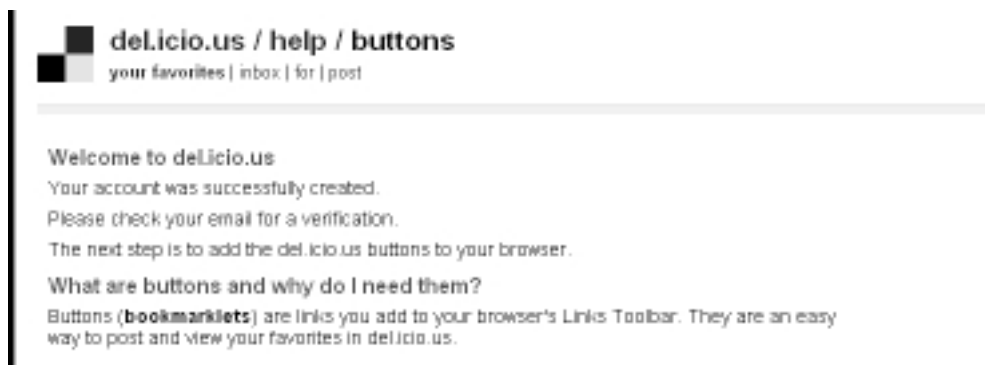 del.icio.us / help / buttons
your favorites | inbox | for | post
Welcome to del.icio.us
Your account was successfully created.
Please check your email for a verification.
The next step is to add the del.icio.us buttons to your browser.
What are buttons and why do I need them?
Buttons (bookmarklets) are links you add to your browser's Links Toolbar. They are an easy
way to post and view your favorites in del.icio.us.